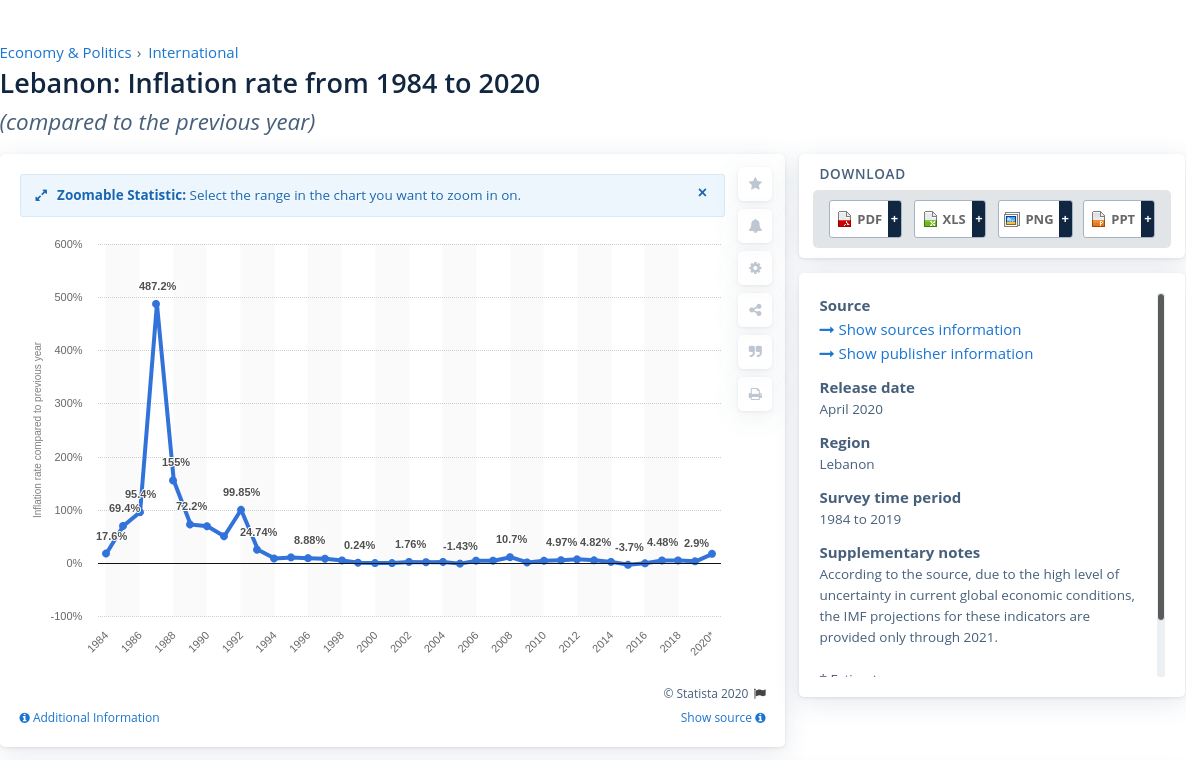 Economy & Politics › International
Lebanon: Inflation rate from 1984 to 2020
(compared to the previous year)
Zoomable Statistic: Select the range in the chart you want to zoom in on. ×
600%
500%
400%
300%
200%
100%
0%
-100%
Inflation rate compared to previous year
17.6%
69.4%
95.4%
487.2%
155%
72.2%
99.85%
24.74%
8.88%
0.24%
1.76%
-1.43%
10.7%
4.97%
4.82%
-3.7%
4.48%
2.9%
1984
1986
1988
1990
1992
1994
1996
1998
2000
2002
2004
2006
2008
2010
2012
2014
2016
2018
2020*
© Statista 2020
Additional Information
Show source
DOWNLOAD
PDF + XLS + PNG + PPT +
Source
Show sources information
Show publisher information
Release date
April 2020
Region
Lebanon
Survey time period
1984 to 2019
Supplementary notes
According to the source, due to the high level of
uncertainty in current global economic conditions,
the IMF projections for these indicators are
provided only through 2021.